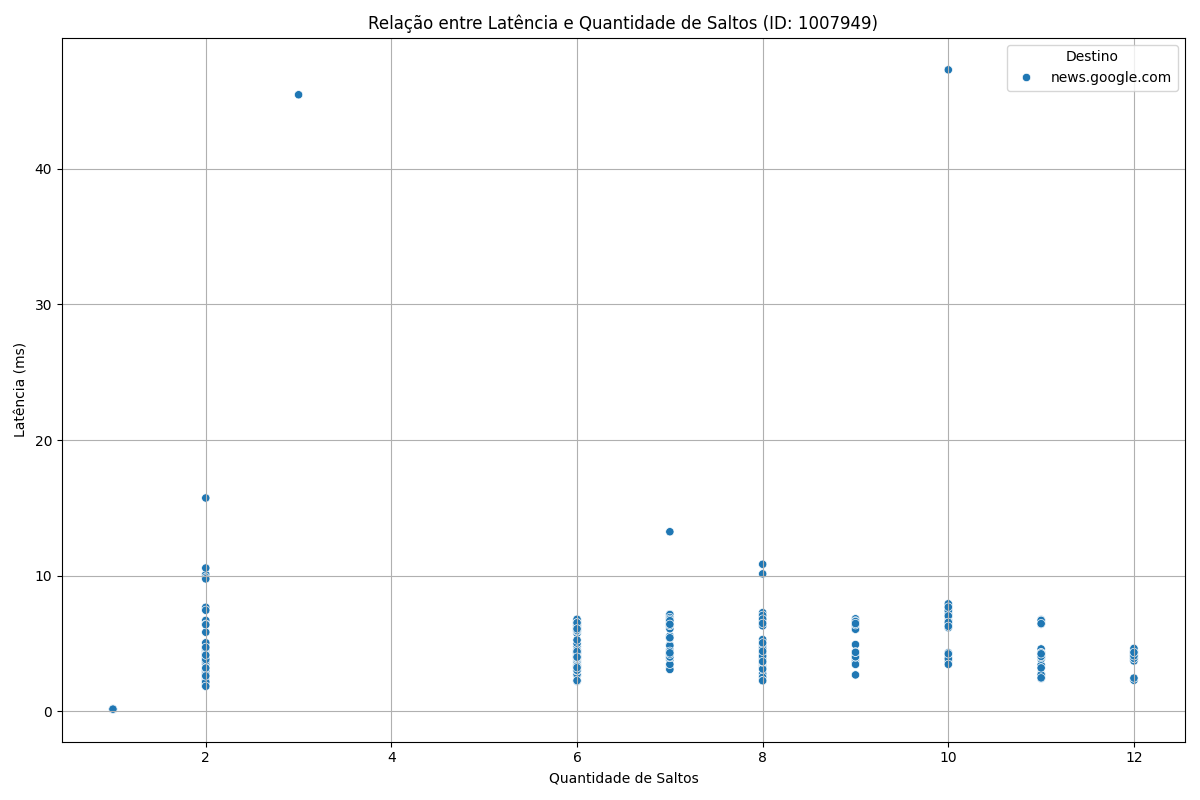 Relação entre Latência e Quantidade de Saltos (ID: 1007949)
Destino
news.google.com
Latência (ms)
40
30
20
10
0
2
4
6
8
10
12
Quantidade de Saltos